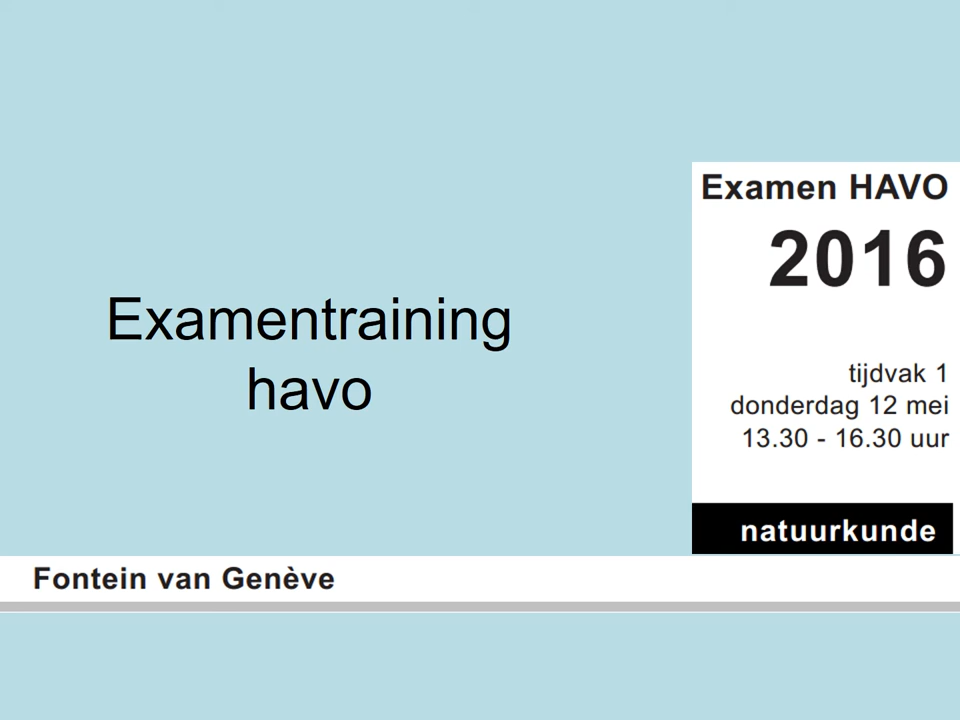 Examen HAVO
2016
tijdvak 1
donderdag 12 mei
13.30 - 16.30 uur
natuurkunde
Examentraining
havo
Fontein van Genève